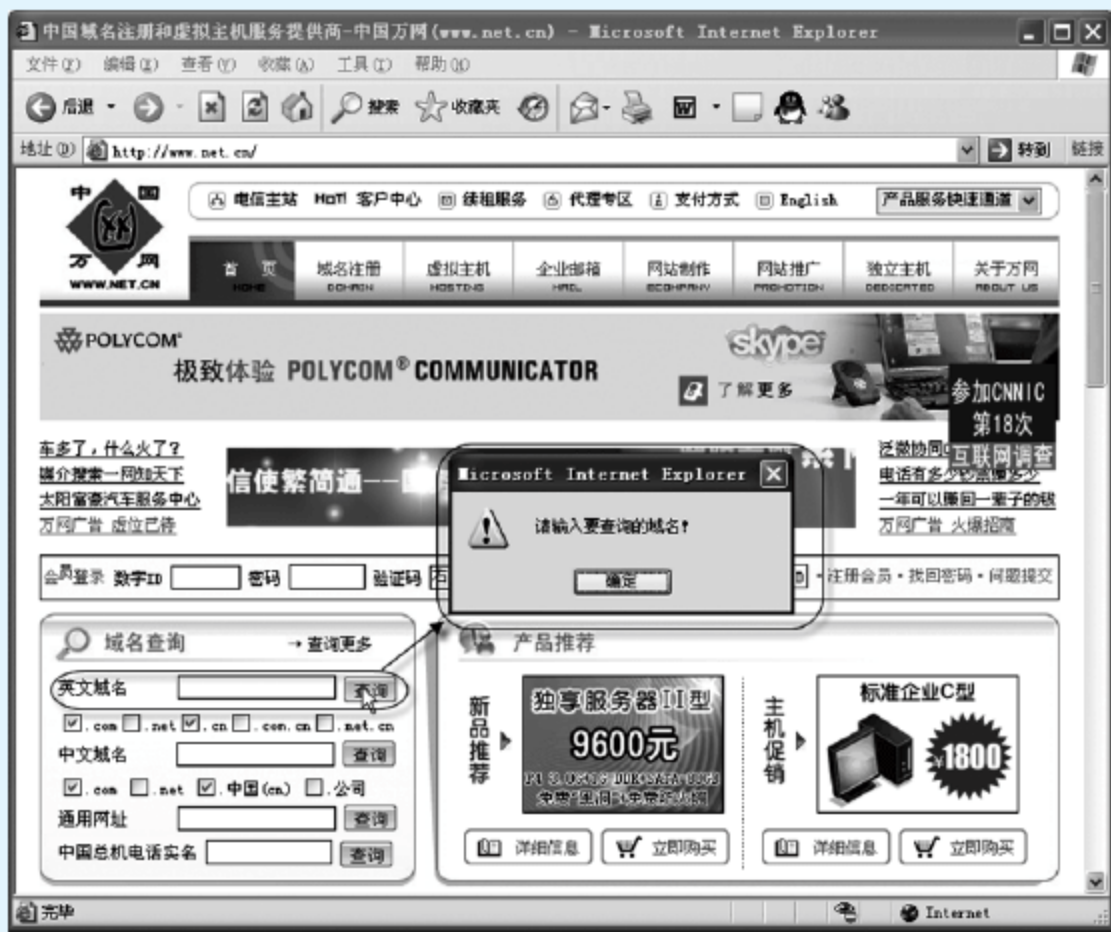 中国域名注册和虚拟主机服务提供商-中国万网(www.net.cn) - Microsoft Internet Explorer
文件(F) 编辑(E) 查看(V) 收藏(A) 工具(T) 帮助(H)
后退 搜索 收藏夹
地址(D) http://www.net.cn/ 转到 链接
中国
万网
WWW.NET.CN
电信主站 HOT! 客户中心 续租服务 代理专区 支付方式 English 产品服务快速通道
首页 域名注册 虚拟主机 企业邮箱 网站制作 网站推广 独立主机 关于万网
HOME DOMAIN HOSTING MAIL ECOMPANY PROMOTION DEDICATED ABOUT US
POLYCOM®
极致体验 POLYCOM® COMMUNICATOR
skype
了解更多
参加CNNIC
第18次
互联网调查
车多了,什么火了?
媒介搜索一网知天下
太阳富豪汽车服务中心
万网广告 虚位已待
信使繁简通--
泛微协同
电话有多少
一年可以赚回一辈子的钱
万网广告 火爆招商
Microsoft Internet Explorer
请输入要查询的域名!
确定
会员登录 数字ID 密码 验证码 ·注册会员·找回密码·问题提交
域名查询 →查询更多
英文域名 查询
.com .net .cn .com.cn .net.cn
中文域名 查询
.com .net .中国(cn) .公司
通用网址 查询
中国总机电话实名 查询
产品推荐
新品推荐
独享服务器II型
9600元
详细信息 立即购买
主机促销
标准企业C型
¥1800
详细信息 立即购买
完毕 Internet